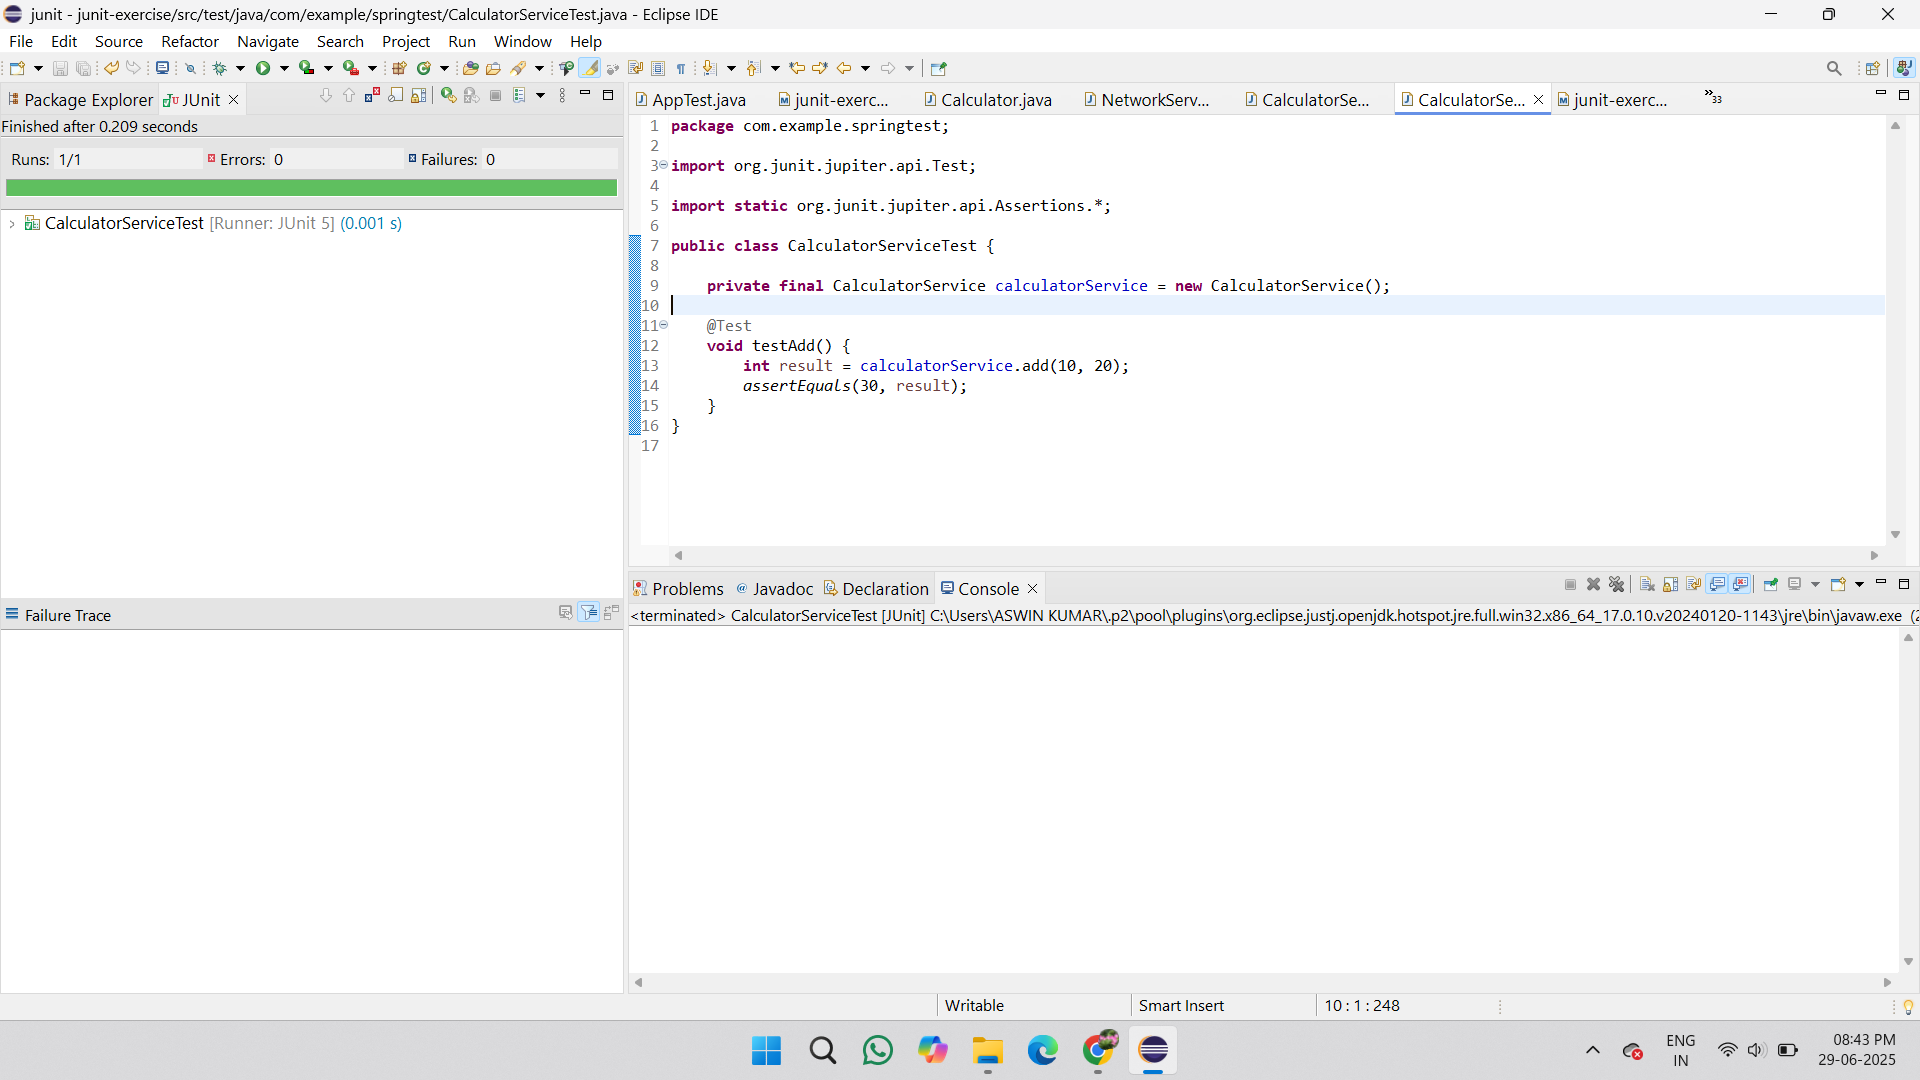 junit - junit-exercise/src/test/java/com/example/springtest/CalculatorServiceTest.java - Eclipse IDE
File Edit Source Refactor Navigate Search Project Run Window Help
Package Explorer JUnit
Finished after 0.209 seconds
Runs: 1/1 Errors: 0 Failures: 0
CalculatorServiceTest [Runner: JUnit 5] (0.001 s)
Failure Trace
AppTest.java junit-exerc... Calculator.java NetworkServ... CalculatorSe... CalculatorSe... junit-exerc... »33
1 package com.example.springtest;
2
3 import org.junit.jupiter.api.Test;
4
5 import static org.junit.jupiter.api.Assertions.*;
6
7 public class CalculatorServiceTest {
8
9 private final CalculatorService calculatorService = new CalculatorService();
10
11 @Test
12 void testAdd() {
13 int result = calculatorService.add(10, 20);
14 assertEquals(30, result);
15 }
16 }
17
Problems @ Javadoc Declaration Console
<terminated> CalculatorServiceTest [JUnit] C:\Users\ASWIN KUMAR\.p2\pool\plugins\org.eclipse.justj.openjdk.hotspot.jre.full.win32.x86_64_17.0.10.v20240120-1143\jre\bin\javaw.exe (2
Writable Smart Insert 10 : 1 : 248
ENG
IN
08:43 PM
29-06-2025